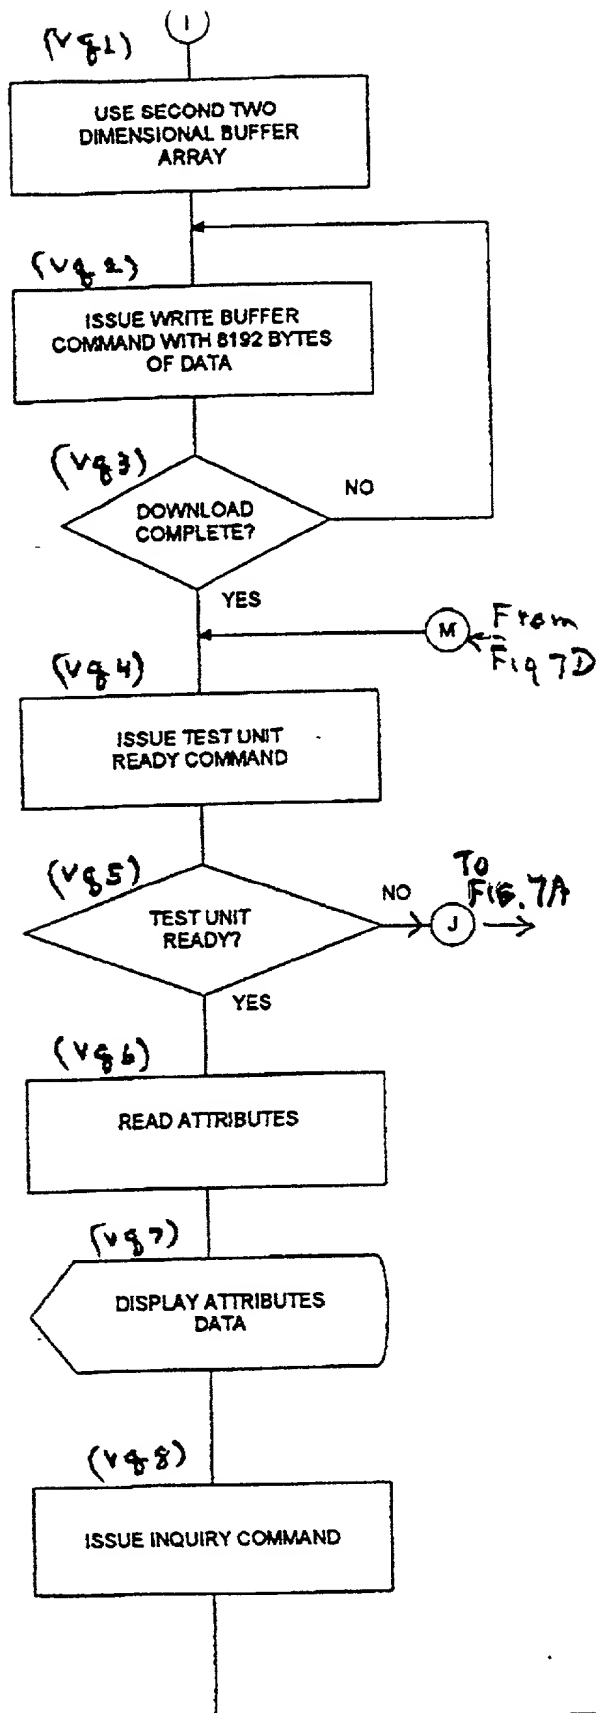 I
(Vg1)
USE SECOND TWO
DIMENSIONAL BUFFER
ARRAY
(Vg2)
ISSUE WRITE BUFFER
COMMAND WITH 8192 BYTES
OF DATA
(Vg3)
NO
DOWNLOAD
COMPLETE?
YES
M
From
Fig 7D
(Vg4)
ISSUE TEST UNIT
READY COMMAND
(Vg5)
To
FIG. 7A
NO
J
TEST UNIT
READY?
YES
(Vg6)
READ ATTRIBUTES
(Vg7)
DISPLAY ATTRIBUTES
DATA
(Vg8)
ISSUE INQUIRY COMMAND